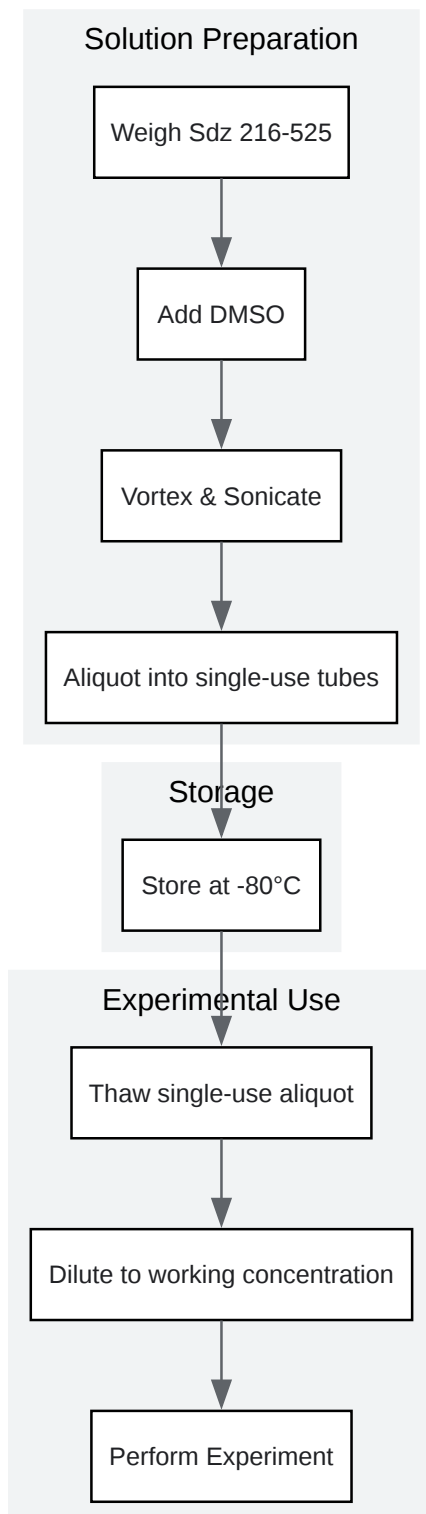 Solution Preparation
Weigh Sdz 216-525
Add DMSO
Vortex & Sonicate
Aliquot into single-use tubes
Storage
Store at -80°C
Experimental Use
Thaw single-use aliquot
Dilute to working concentration
Perform Experiment